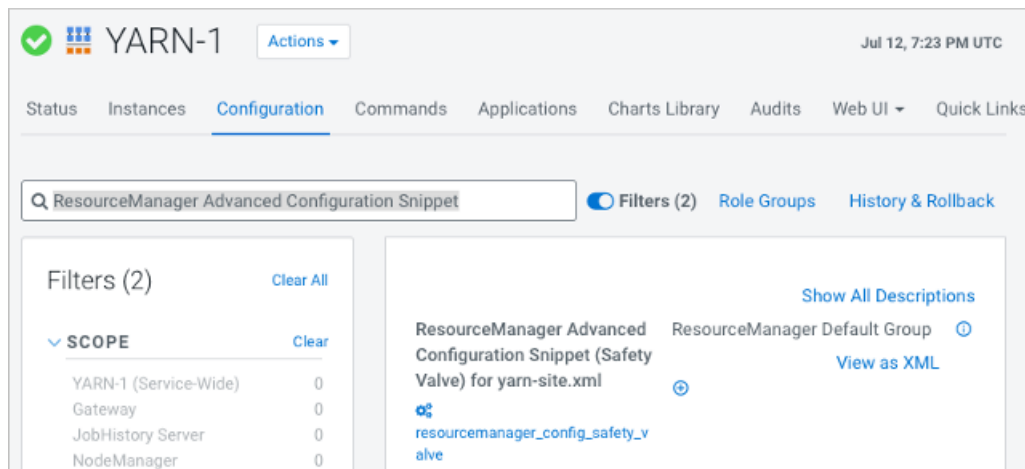 YARN-1 Actions
Jul 12, 7:23 PM UTC
Status Instances Configuration Commands Applications Charts Library Audits Web UI Quick Links
ResourceManager Advanced Configuration Snippet Filters (2) Role Groups History & Rollback
Filters (2) Clear All
SCOPE Clear
YARN-1 (Service-Wide) 0
Gateway 0
JobHistory Server 0
NodeManager 0
Show All Descriptions
ResourceManager Advanced
Configuration Snippet (Safety
Valve) for yarn-site.xml
resourcemanager_config_safety_v
alve
ResourceManager Default Group
View as XML